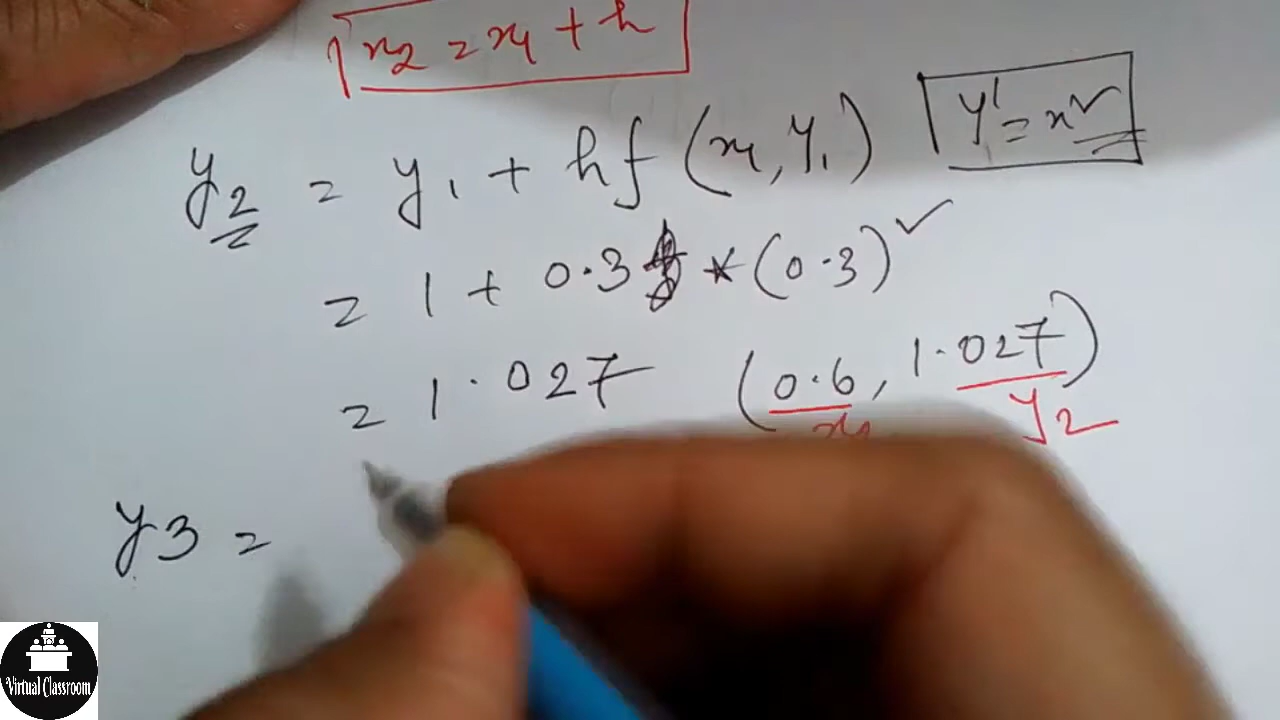 x2 = x1 + h
y' = x²
y2 = y1 + hf(x1, y1)
= 1 + 0.3 * (0.3)²
= 1.027 (0.6, 1.027)
y2
y3 =
Virtual Classroom